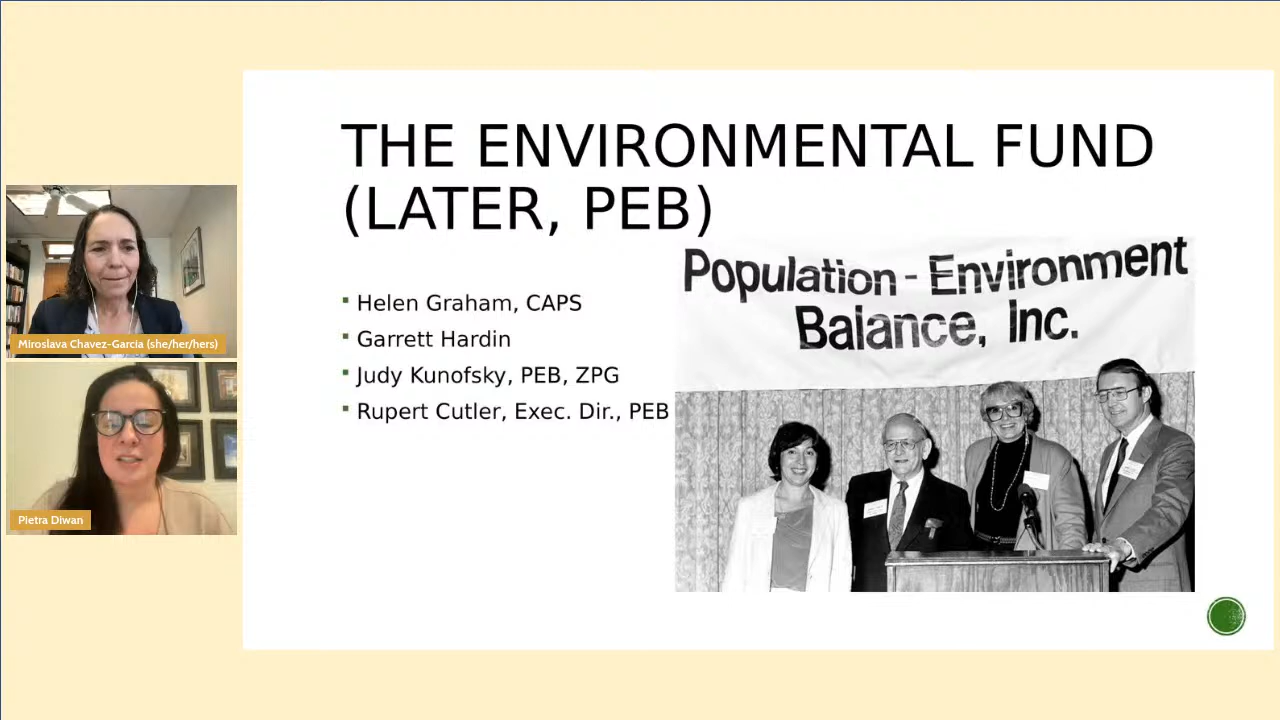 THE ENVIRONMENTAL FUND
(LATER, PEB)
Helen Graham, CAPS
Garrett Hardin
Judy Kunofsky, PEB, ZPG
Rupert Cutler, Exec. Dir., PEB
Population - Environment
Balance, Inc.
Miroslava Chavez-Garcia (she/her/hers)
Pietra Diwan